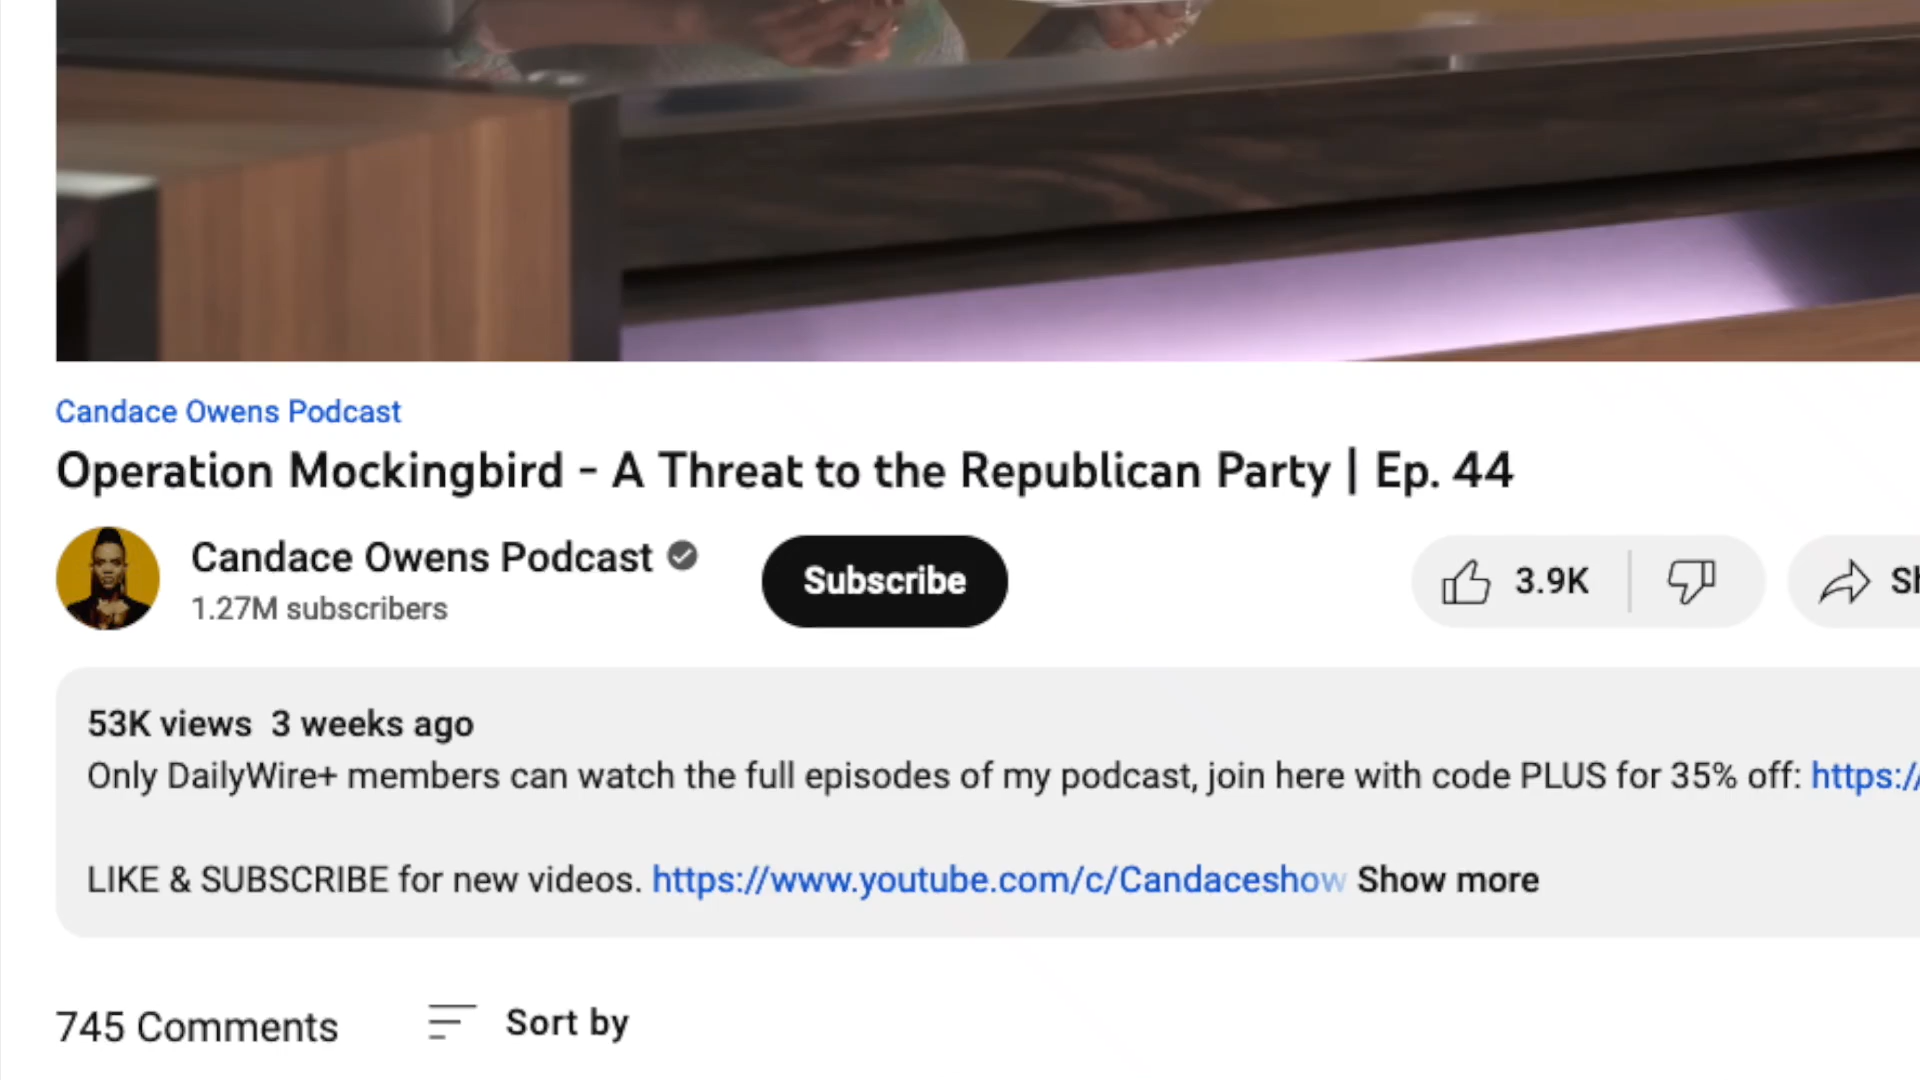 Candace Owens Podcast
Operation Mockingbird - A Threat to the Republican Party | Ep. 44
Candace Owens Podcast
1.27M subscribers
Subscribe
3.9K
Sh
53K views 3 weeks ago
Only DailyWire+ members can watch the full episodes of my podcast, join here with code PLUS for 35% off: https://
LIKE & SUBSCRIBE for new videos. https://www.youtube.com/c/Candaceshow Show more
745 Comments
Sort by